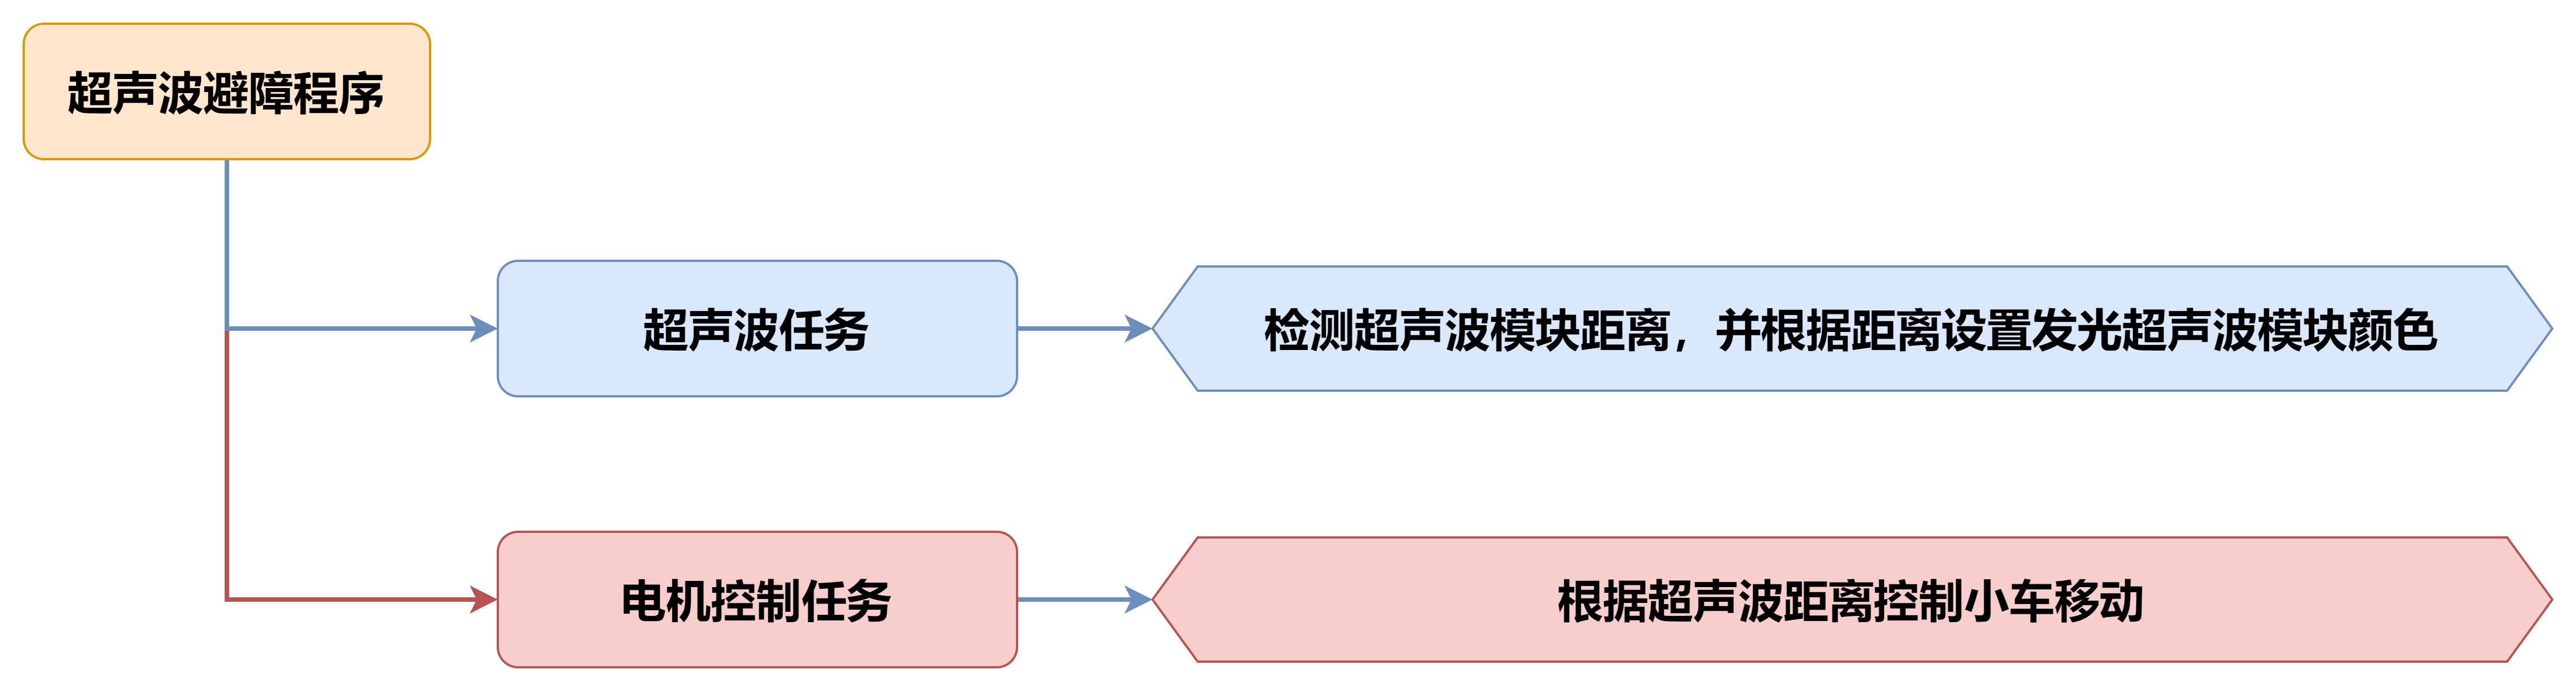 超声波避障程序
超声波任务
检测超声波模块距离，并根据距离设置发光超声波模块颜色
电机控制任务
根据超声波距离控制小车移动